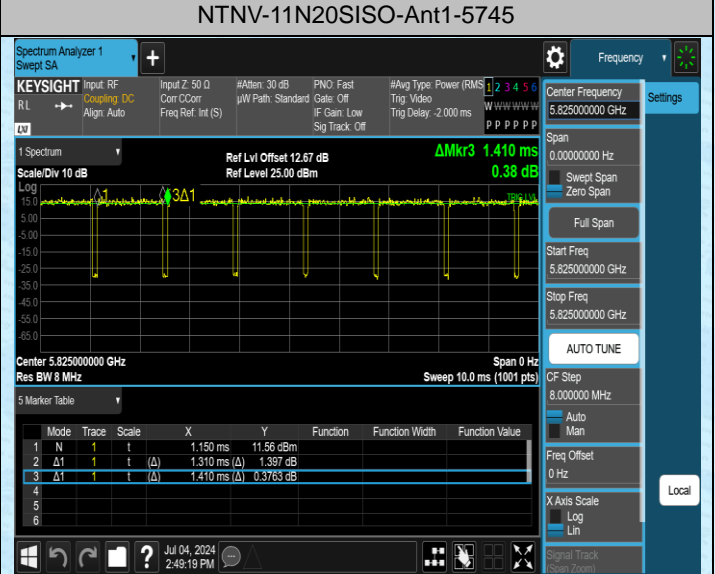 NTNV-11N20SISO-Ant1-5745
Spectrum Analyzer 1
Swept SA
+
Frequency
KEYSIGHT
RL
LXI
Input: RF
Coupling: DC
Align: Auto
Input Z: 50 Ω
Corr CCorr
Freq Ref: Int (S)
#Atten: 30 dB
µW Path: Standard
PNO: Fast
Gate: Off
IF Gain: Low
Sig Track: Off
#Avg Type: Power (RMS
Trig: Video
Trig Delay: -2.000 ms
1 2 3 4 5 6
W W W W W W
P P P P P P
1 Spectrum
Scale/Div 10 dB
Ref Lvl Offset 12.67 dB
Ref Level 25.00 dBm
ΔMkr3 1.410 ms
0.38 dB
Log
15.0
5.00
-5.00
-15.0
-25.0
-35.0
-45.0
-55.0
-65.0
1
3Δ1
TRIG LVL
Center 5.825000000 GHz
Res BW 8 MHz
Span 0 Hz
Sweep 10.0 ms (1001 pts)
5 Marker Table
Mode Trace Scale X Y Function Function Width Function Value
1 N 1 t 1.150 ms 11.56 dBm
2 Δ1 1 t (Δ) 1.310 ms (Δ) 1.397 dB
3 Δ1 1 t (Δ) 1.410 ms (Δ) 0.3763 dB
4
5
6
?
Jul 04, 2024
2:49:19 PM
Center Frequency
5.825000000 GHz
Span
0.00000000 Hz
Swept Span
Zero Span
Full Span
Start Freq
5.825000000 GHz
Stop Freq
5.825000000 GHz
AUTO TUNE
CF Step
8.000000 MHz
Auto
Man
Freq Offset
0 Hz
X Axis Scale
Log
Lin
Signal Track
(Span Zoom)
Settings
Local